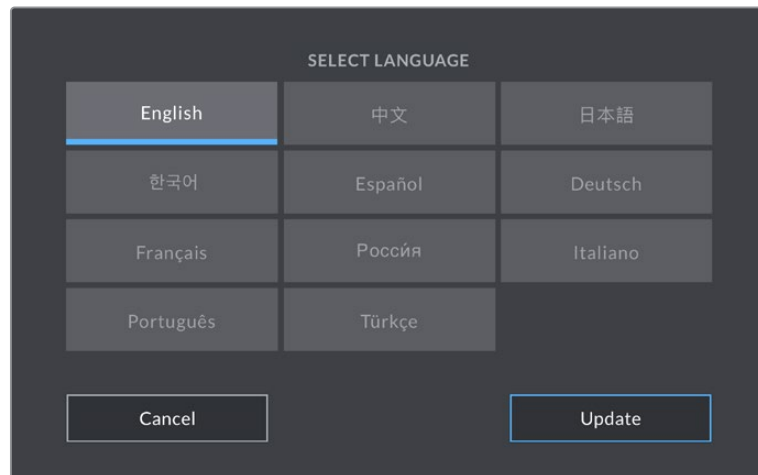 SELECT LANGUAGE
English
中文
日本語
한국어
Español
Deutsch
Français
Росси́я
Italiano
Português
Türkçe
Cancel
Update